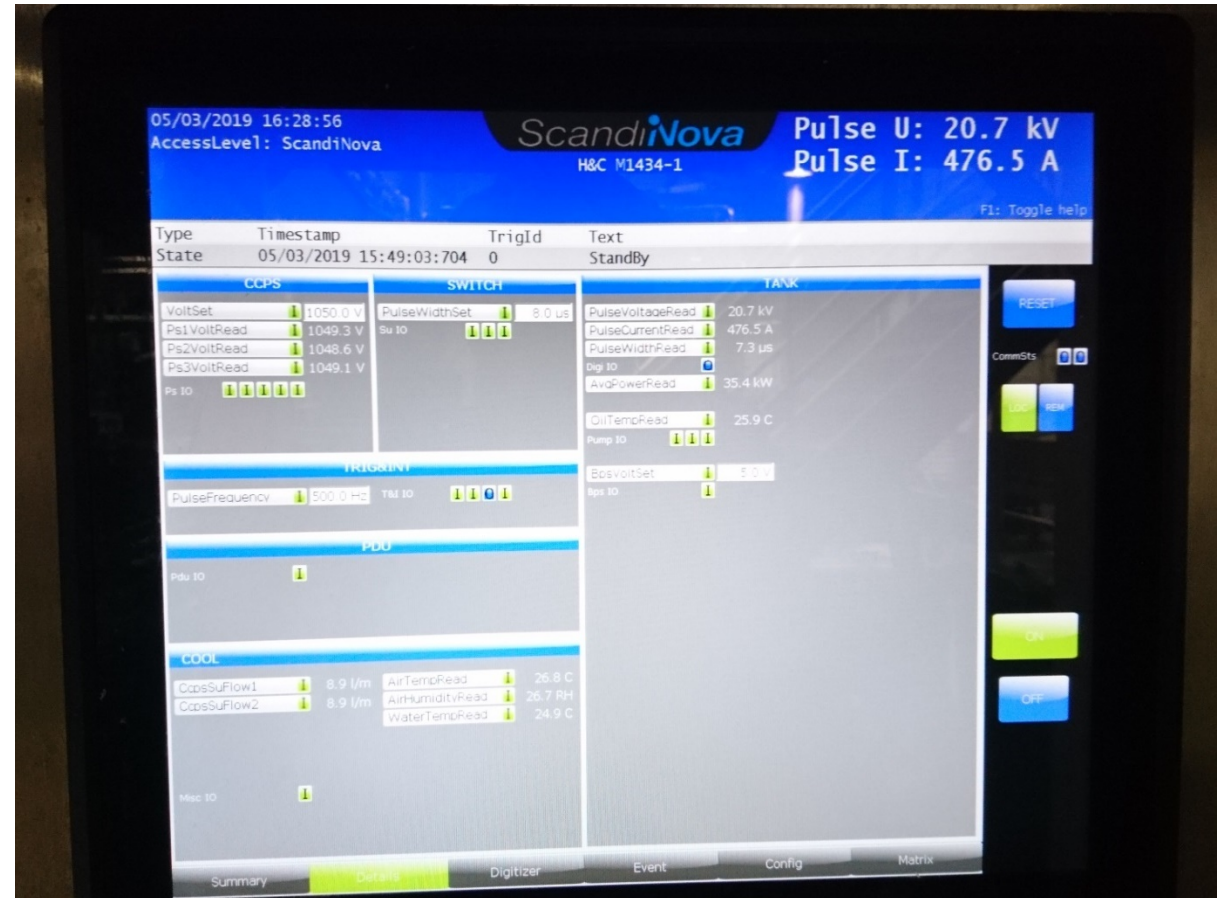 05/03/2019 16:28:56
AccessLevel: ScandiNova
ScandiNova
H&C M1434-1
Pulse U: 20.7 kV
Pulse I: 476.5 A
F1: Toggle help
Type Timestamp TrigId Text
State 05/03/2019 15:49:03:704 0 StandBy
CCPS
VoltSet 1050.0 V
Ps1VoltRead 1049.3 V
Ps2VoltRead 1048.6 V
Ps3VoltRead 1049.1 V
Ps IO
SWITCH
PulseWidthSet 8.0 µs
Su IO
TANK
PulseVoltageRead 20.7 kV
PulseCurrentRead 476.5 A
PulseWidthRead 7.3 µs
Digi IO
AvgPowerRead 35.4 kW
OilTempRead 25.9 C
Pump IO
BpsVoltSet 5.0 V
Bps IO
TRIG&INT
PulseFrequency 500.0 Hz
T&I IO
PDU
Pdu IO
COOL
CcpsSuFlow1 8.9 l/m
CcpsSuFlow2 8.9 l/m
AirTempRead 26.8 C
AirHumidityRead 26.7 RH
WaterTempRead 24.9 C
Misc IO
RESET
CommSts
LOC REM
ON
OFF
Summary Details Digitizer Event Config Matrix